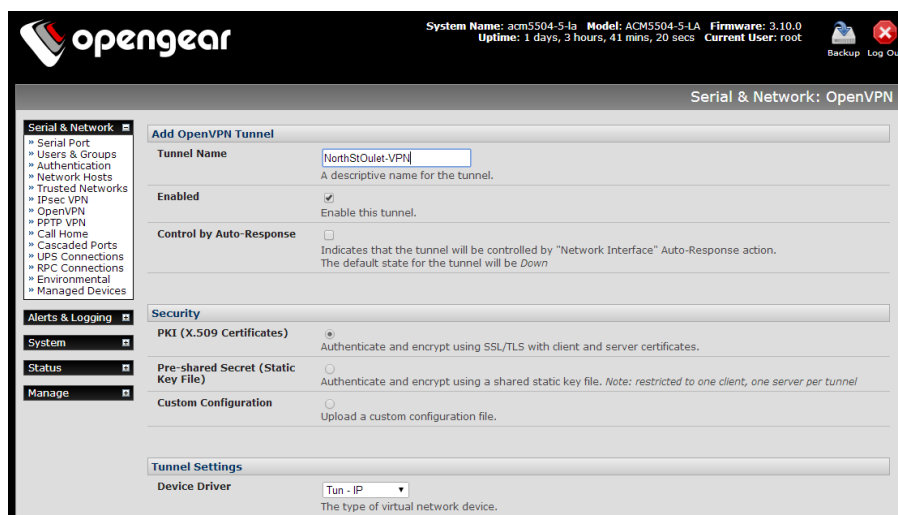 opengear
System Name: acm5504-5-la Model: ACM5504-5-LA Firmware: 3.10.0
Uptime: 1 days, 3 hours, 41 mins, 20 secs Current User: root
Backup Log Ou
Serial & Network: OpenVPN
Serial & Network
» Serial Port
» Users & Groups
» Authentication
» Network Hosts
» Trusted Networks
» IPsec VPN
» OpenVPN
» PPTP VPN
» Call Home
» Cascaded Ports
» UPS Connections
» RPC Connections
» Environmental
» Managed Devices
Alerts & Logging
System
Status
Manage
Add OpenVPN Tunnel
Tunnel Name
NorthStOulet-VPN
A descriptive name for the tunnel.
Enabled
Enable this tunnel.
Control by Auto-Response
Indicates that the tunnel will be controlled by "Network Interface" Auto-Response action.
The default state for the tunnel will be Down
Security
PKI (X.509 Certificates)
Authenticate and encrypt using SSL/TLS with client and server certificates.
Pre-shared Secret (Static
Key File)
Authenticate and encrypt using a shared static key file. Note: restricted to one client, one server per tunnel
Custom Configuration
Upload a custom configuration file.
Tunnel Settings
Device Driver
Tun - IP
The type of virtual network device.